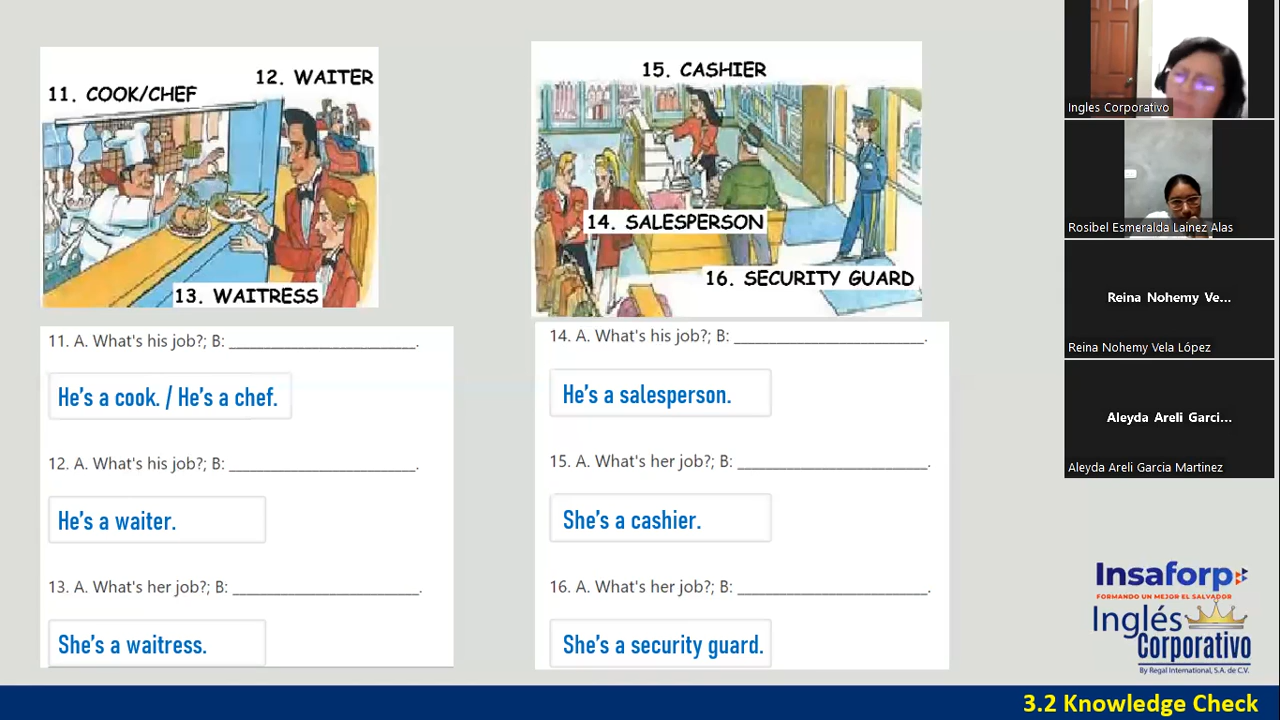 12. WAITER
11. COOK/CHEF
13. WAITRESS
15. CASHIER
14. SALESPERSON
16. SECURITY GUARD
11. A. What's his job?; B: ________________________.
He's a cook. / He's a chef.
12. A. What's his job?; B: ________________________.
He's a waiter.
13. A. What's her job?; B: ________________________.
She's a waitress.
14. A. What's his job?; B: ________________________.
He's a salesperson.
15. A. What's her job?; B: ________________________.
She's a cashier.
16. A. What's her job?; B: ________________________.
She's a security guard.
Ingles Corporativo
Rosibel Esmeralda Lainez Alas
Reina Nohemy Ve...
Reina Nohemy Vela López
Aleyda Areli Garci...
Aleyda Areli Garcia Martinez
Insaforp
FORMANDO UN MEJOR EL SALVADOR
Inglés
Corporativo
By Regal International, S.A. de C.V.
3.2 Knowledge Check